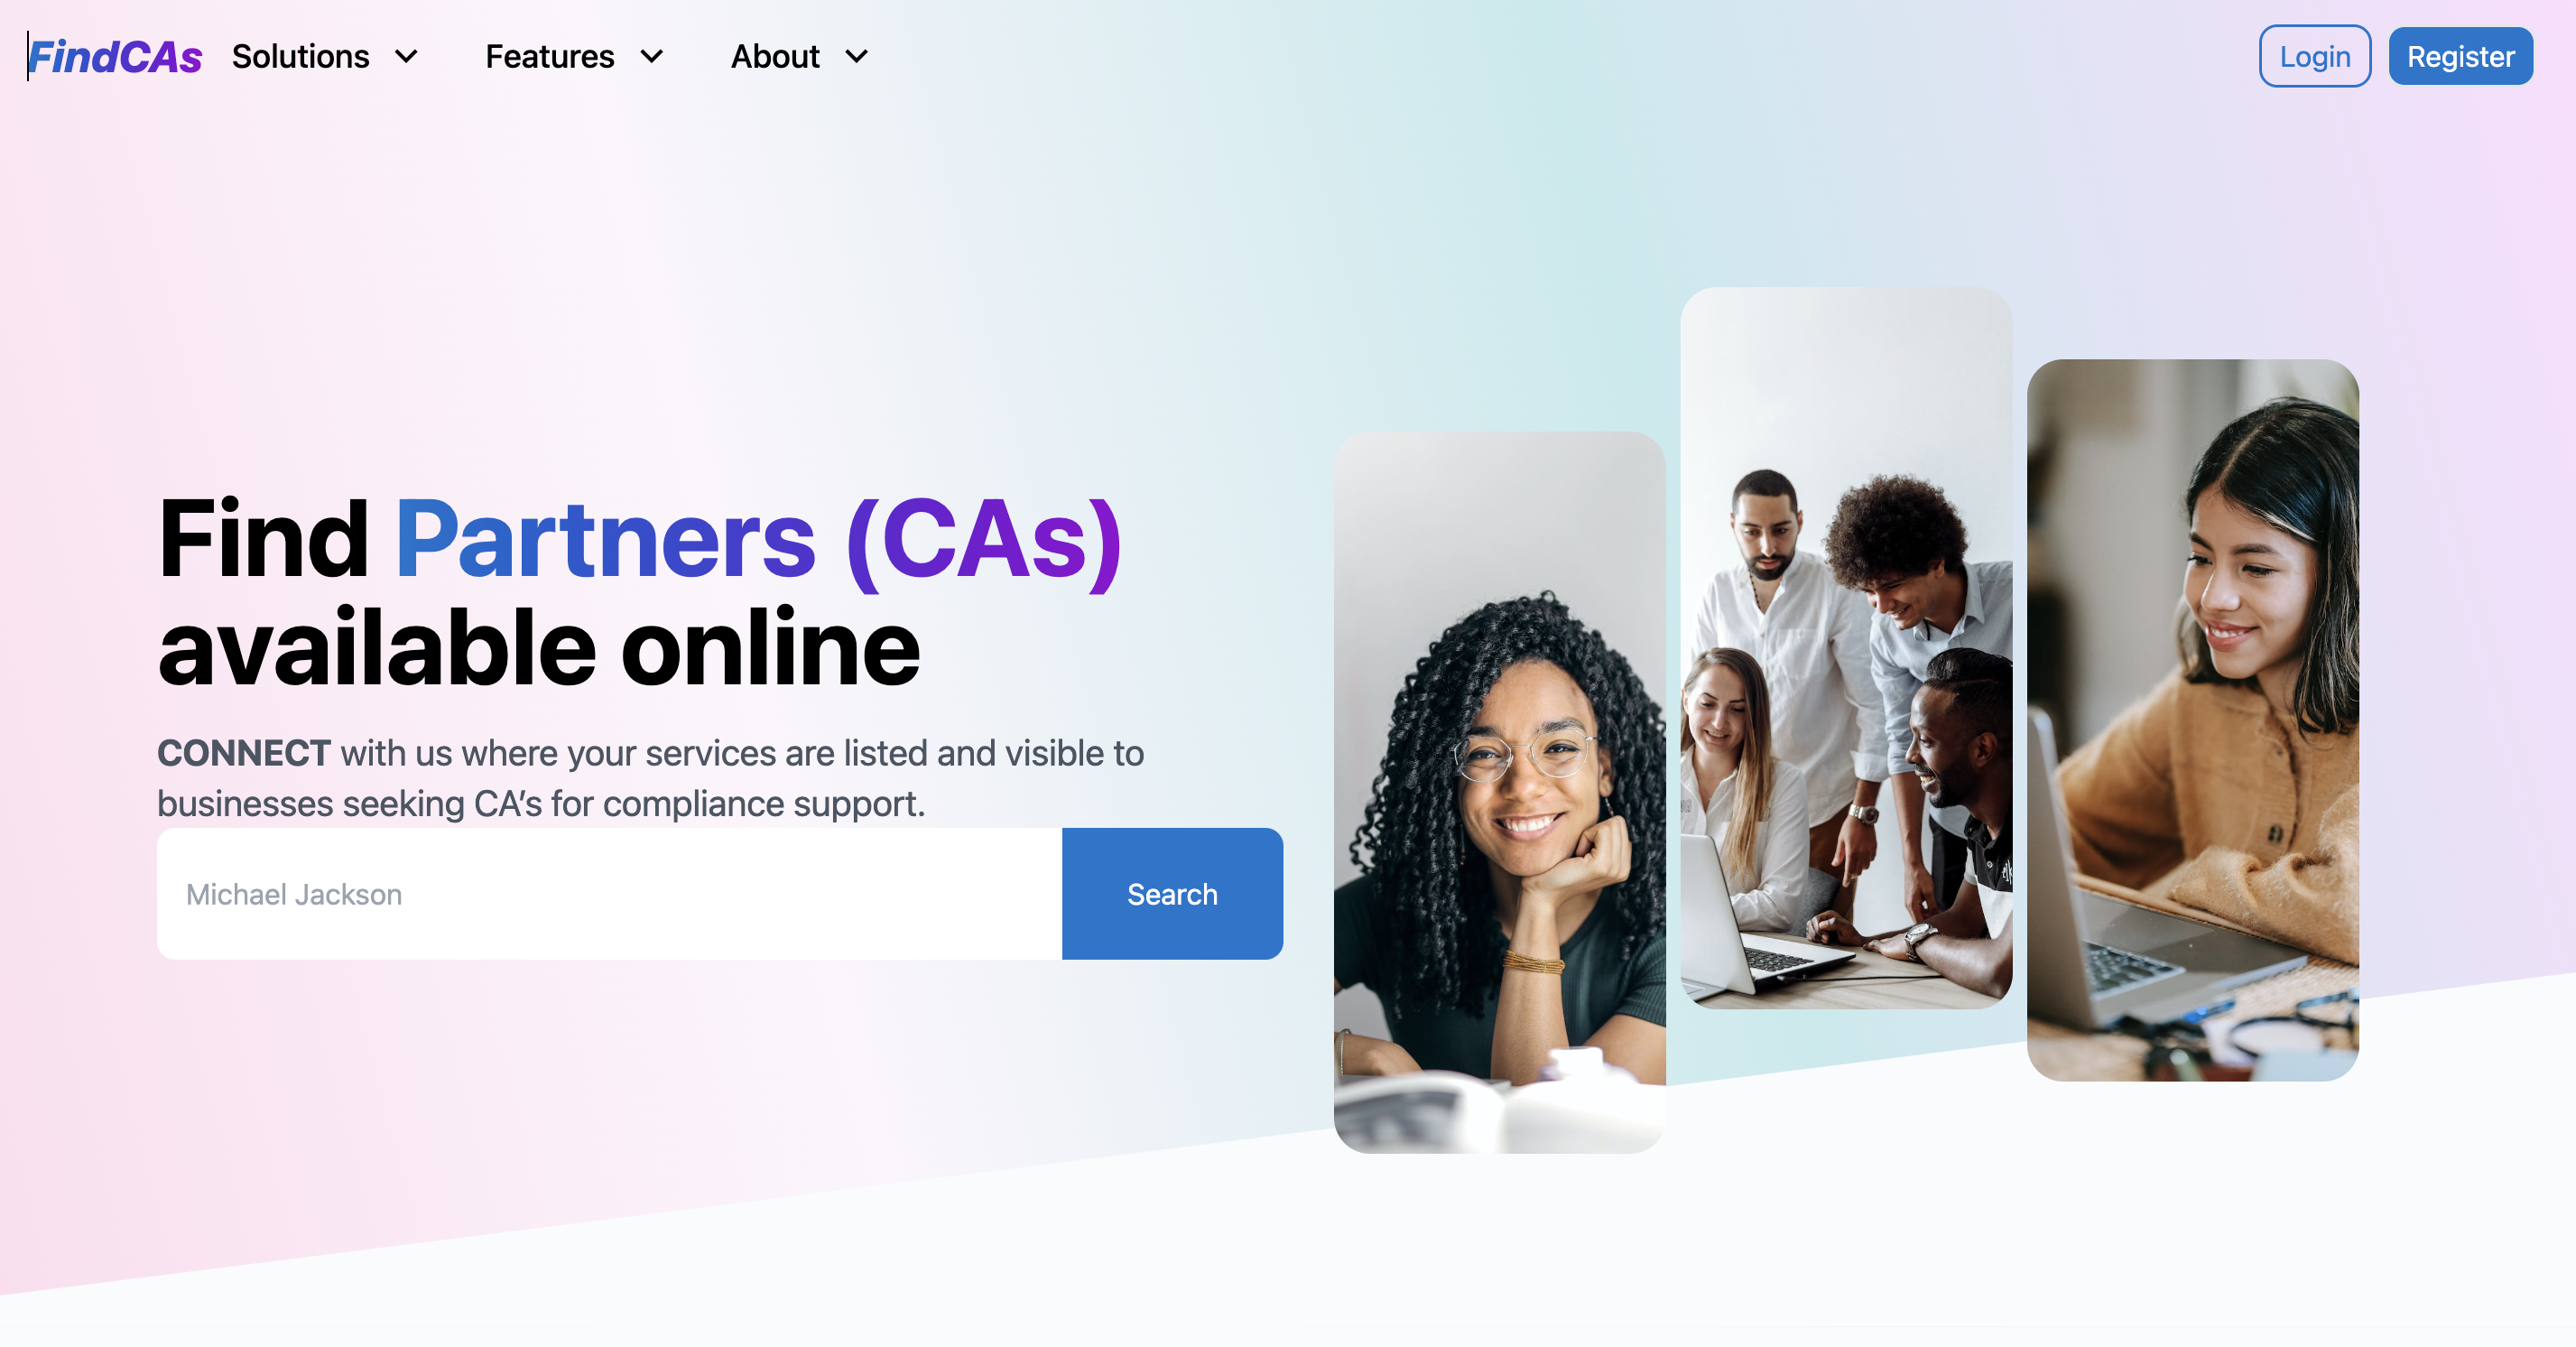 FindCAs Solutions Features About Login Register
Find Partners (CAs)
available online
CONNECT with us where your services are listed and visible to
businesses seeking CA’s for compliance support.
Michael Jackson Search